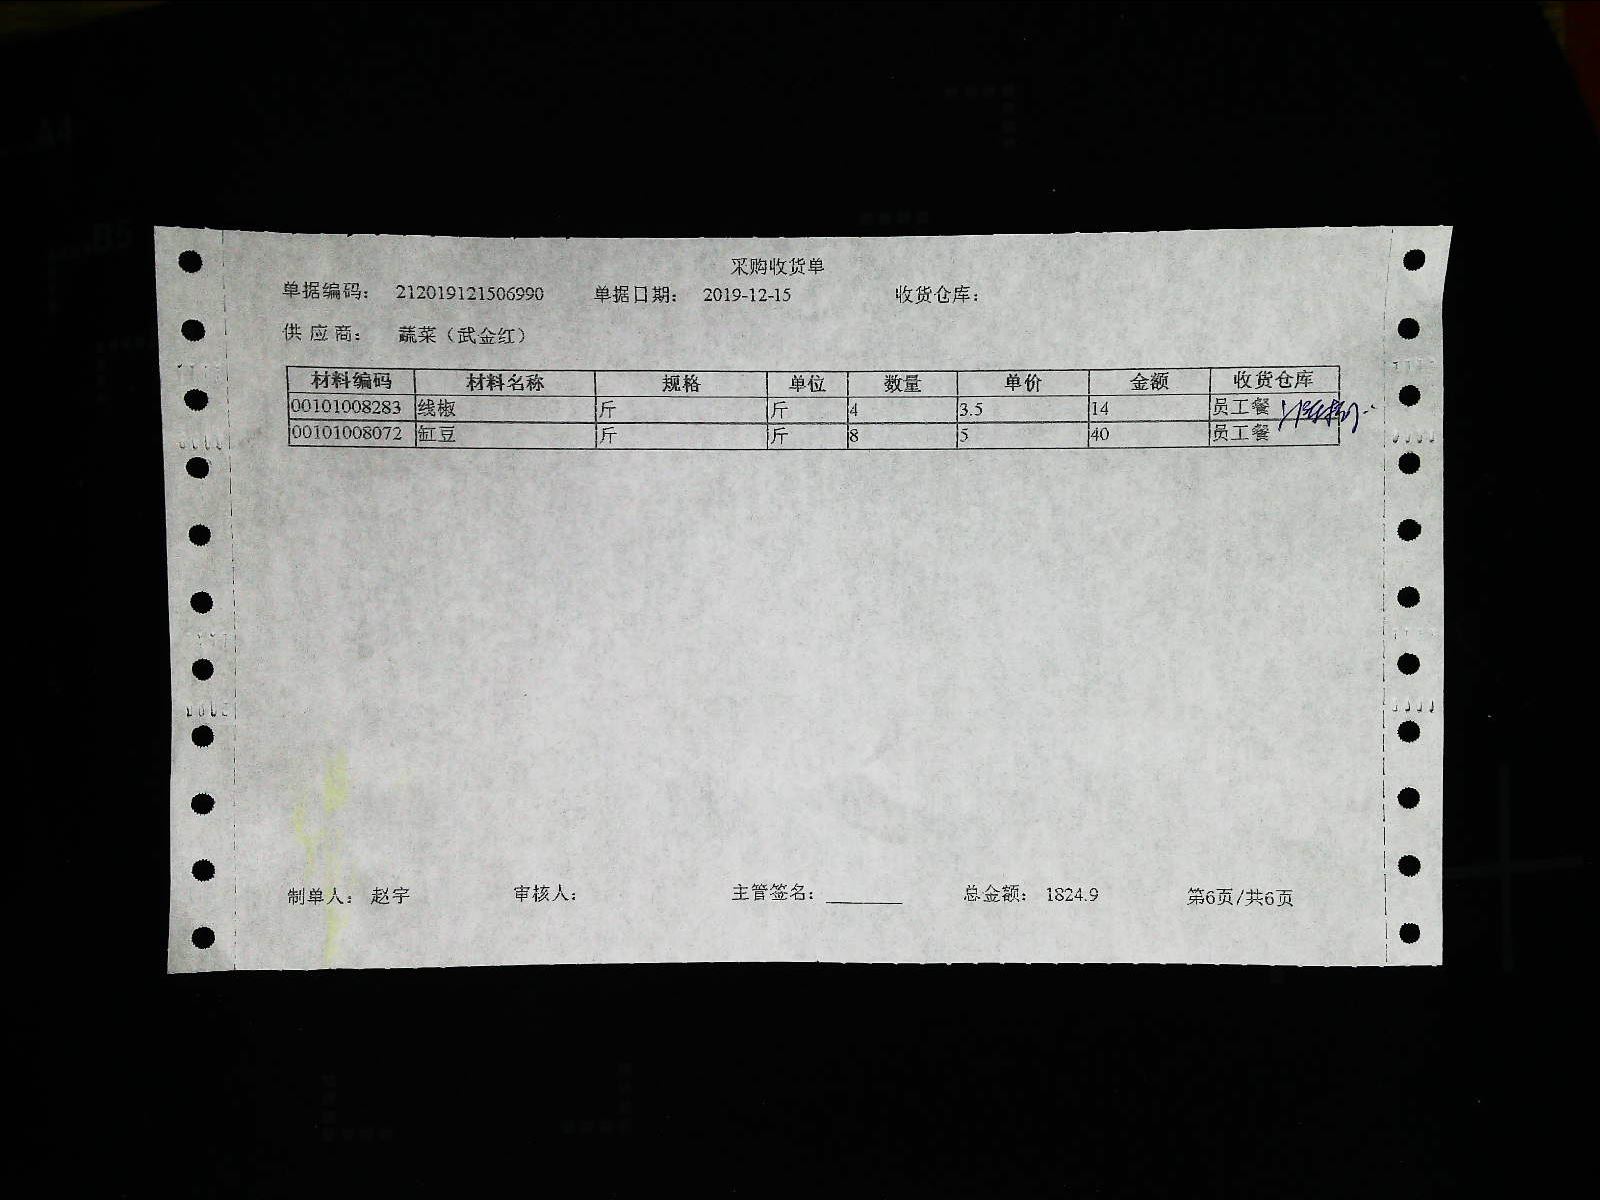 采购收货单
单据编码： 212019121506990 单据日期： 2019-12-15 收货仓库：
供 应 商： 蔬菜（武金红）
材料编码 材料名称 规格 单位 数量 单价 金额 收货仓库
00101008283 线椒 斤 斤 4 3.5 14 员工餐
00101008072 缸豆 斤 斤 8 5 40 员工餐
制单人： 赵宇 审核人： 主管签名： ________ 总金额： 1824.9 第6页/共6页